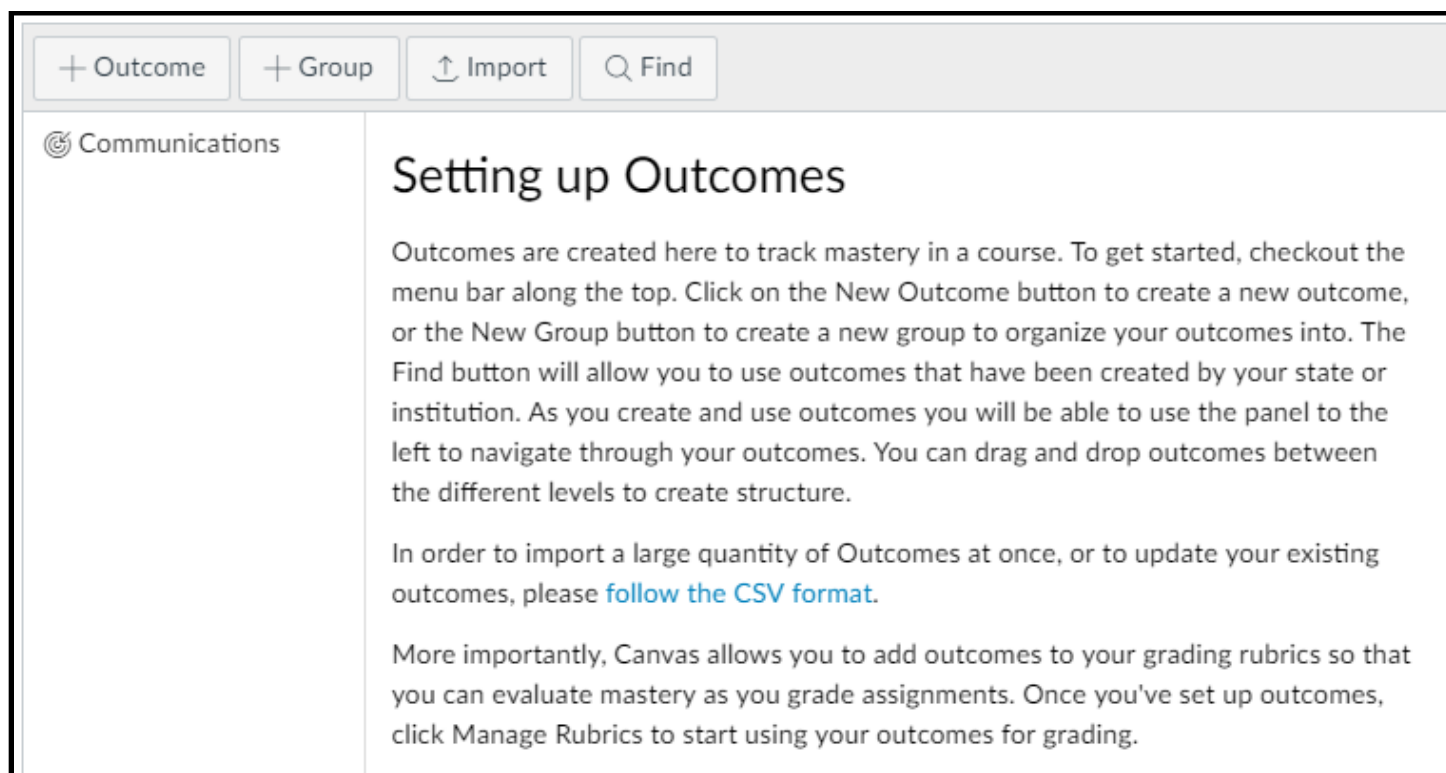 + Outcome + Group Import Find
Communications
Setting up Outcomes
Outcomes are created here to track mastery in a course. To get started, checkout the
menu bar along the top. Click on the New Outcome button to create a new outcome,
or the New Group button to create a new group to organize your outcomes into. The
Find button will allow you to use outcomes that have been created by your state or
institution. As you create and use outcomes you will be able to use the panel to the
left to navigate through your outcomes. You can drag and drop outcomes between
the different levels to create structure.
In order to import a large quantity of Outcomes at once, or to update your existing
outcomes, please follow the CSV format.
More importantly, Canvas allows you to add outcomes to your grading rubrics so that
you can evaluate mastery as you grade assignments. Once you've set up outcomes,
click Manage Rubrics to start using your outcomes for grading.